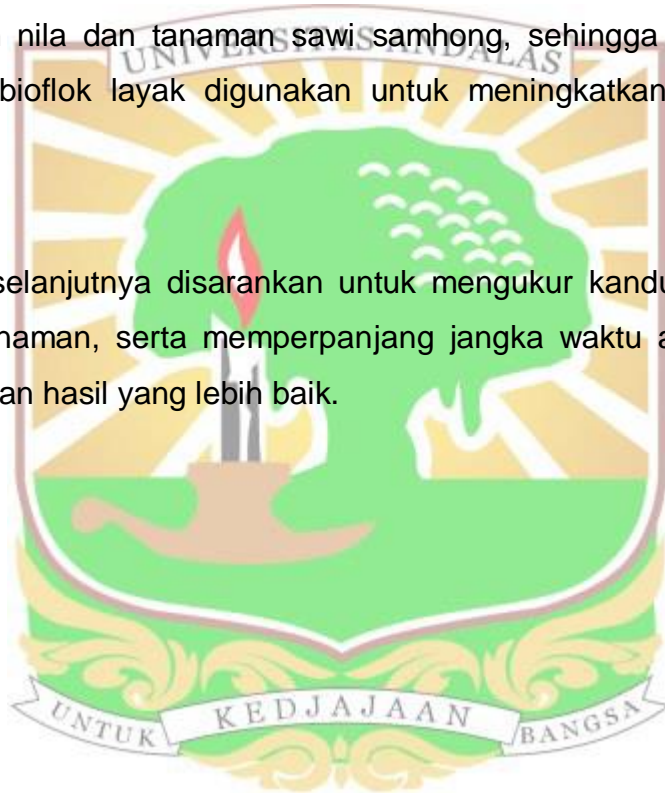 nila dan tanaman sawi samhong, sehingga
UNIVERSITAS ANDALAS
bioflok layak digunakan untuk meningkatkan
selanjutnya disarankan untuk mengukur
naman, serta memperpanjang jangka waktu
an hasil yang lebih baik.
UNTUK KEDJAJAAN BANGSA